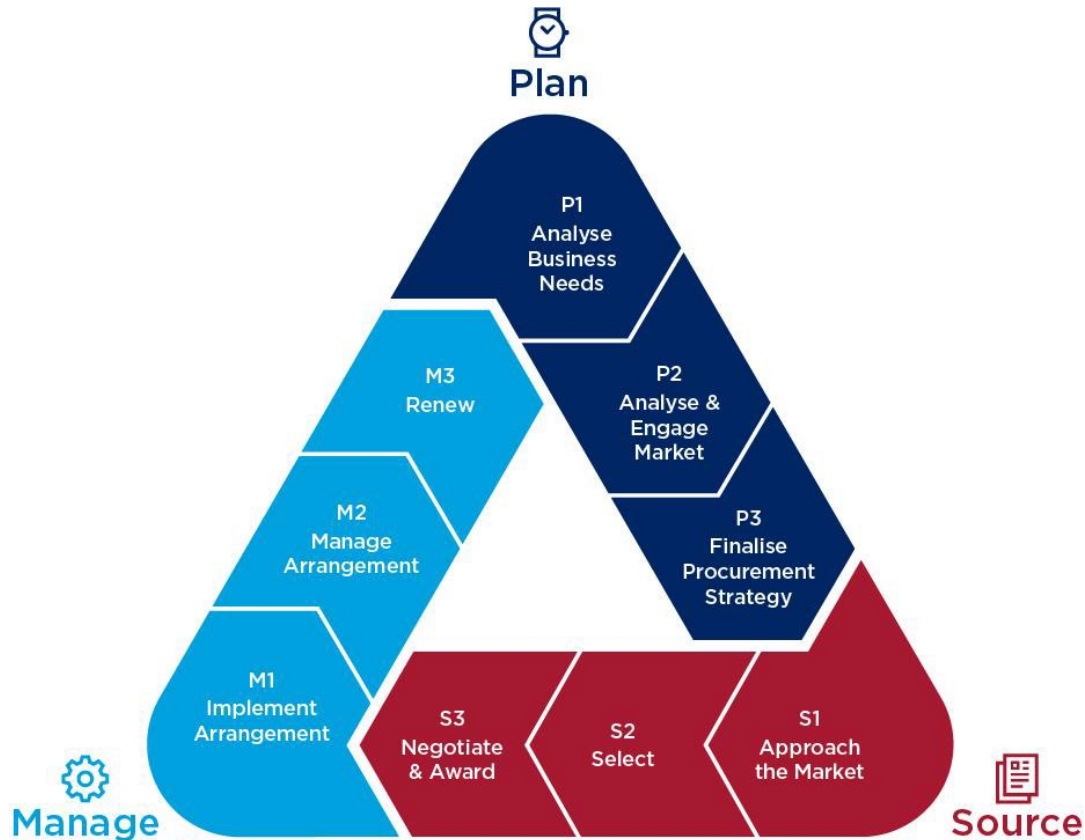 Plan
P1
Analyse
Business
Needs
P2
Analyse &
Engage
Market
P3
Finalise
Procurement
Strategy
S1
Approach
the Market
Source
S2
Select
S3
Negotiate
& Award
M1
Implement
Arrangement
Manage
M2
Manage
Arrangement
M3
Renew